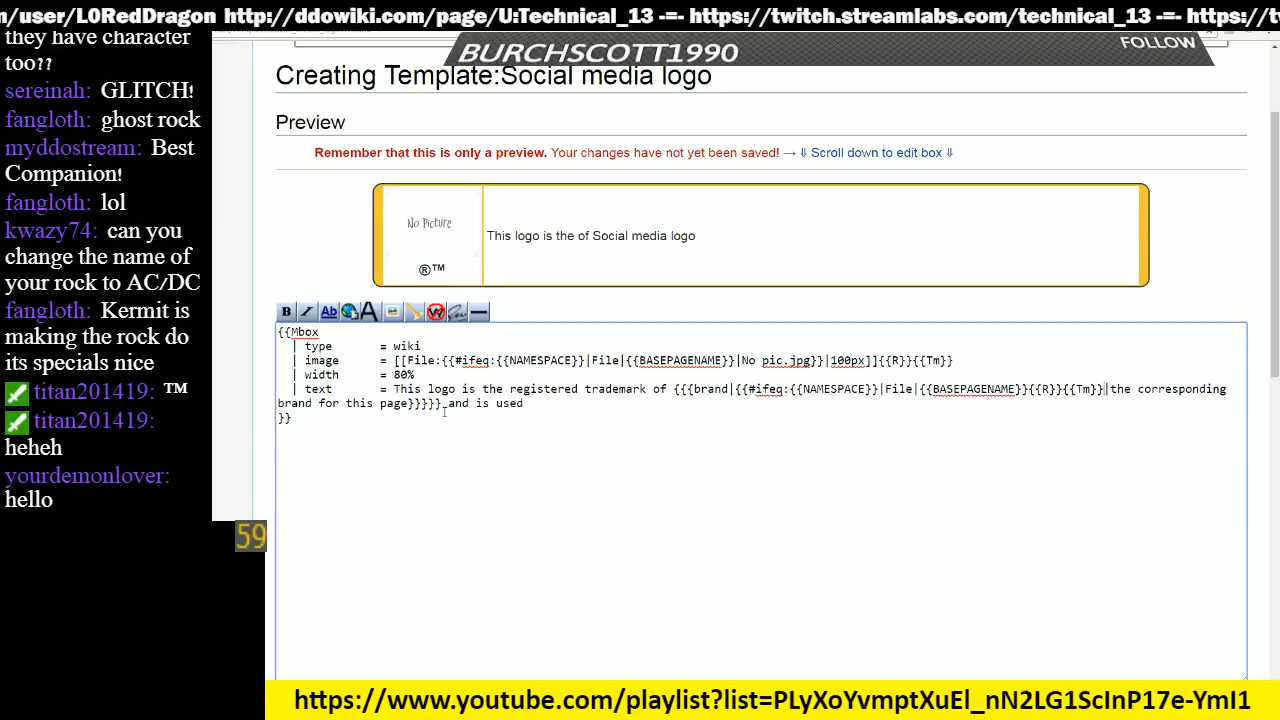 n/user/L0RedDragon http://ddowiki.com/page/U:Technical_13 -=- https://twitch.streamlabs.com/technical_13 -=- https://t
BURCHSCOTT1990
FOLLOW
they have character
too??
sereinah: GLITCH!
fangloth: ghost rock
myddostream: Best
Companion!
fangloth: lol
kwazy74: can you
change the name of
your rock to AC/DC
fangloth: Kermit is
making the rock do
its specials nice
titan201419: ™
titan201419:
heheh
yourdemonlover:
hello
59
Creating Template:Social media logo
Preview
Remember that this is only a preview. Your changes have not yet been saved! → ⇓ Scroll down to edit box ⇓
No Picture
®™
This logo is the of Social media logo
B I Ab A W
{{Mbox
| type = wiki
| image = [[File:{{#ifeq:{{NAMESPACE}}|File|{{BASEPAGENAME}}|No pic.jpg}}|100px]]{{R}}{{Tm}}
| width = 80%
| text = This logo is the registered trademark of {{{brand|{{#ifeq:{{NAMESPACE}}|File|{{BASEPAGENAME}}{{R}}{{Tm}}|the corresponding
brand for this page}}}}} and is used
}}
https://www.youtube.com/playlist?list=PLyXoYvmptXuEl_nN2LG1ScInP17e-YmI1